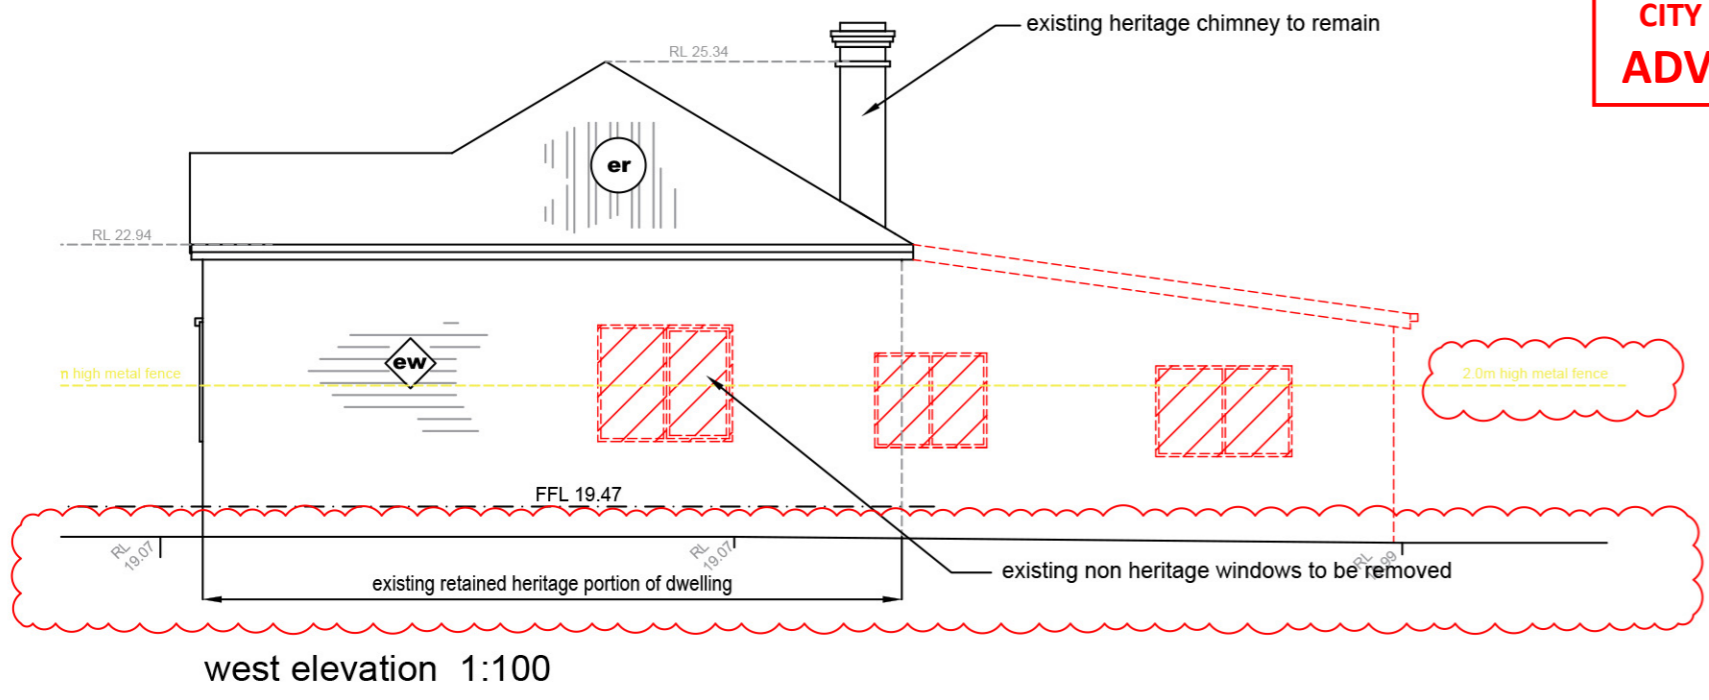 CITY
ADV
existing heritage chimney to remain
RL 25.34
er
RL 22.94
ew
n high metal fence
2.0m high metal fence
FFL 19.47
RL
19.07
RL
19.07
RL
existing non heritage windows to be removed
existing retained heritage portion of dwelling
west elevation 1:100